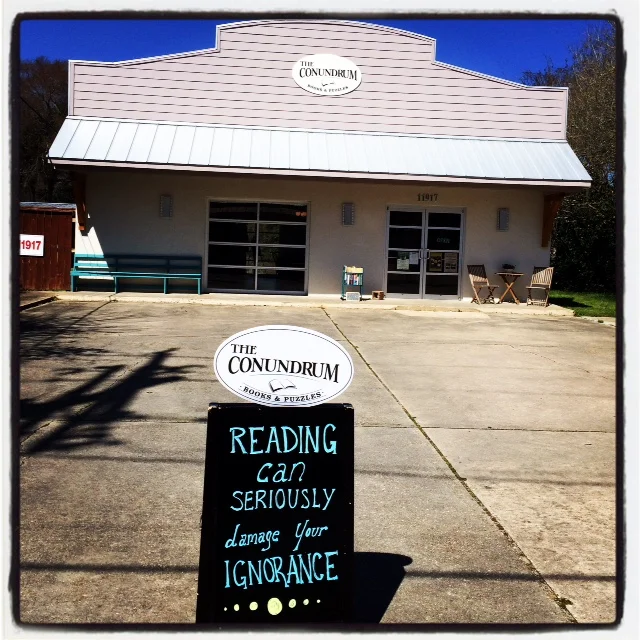 THE
CONUNDRUM
BOOKS & PUZZLES
11917
1917
THE
CONUNDRUM
BOOKS & PUZZLES
READING
can
SERIOUSLY
damage Your
IGNORANCE